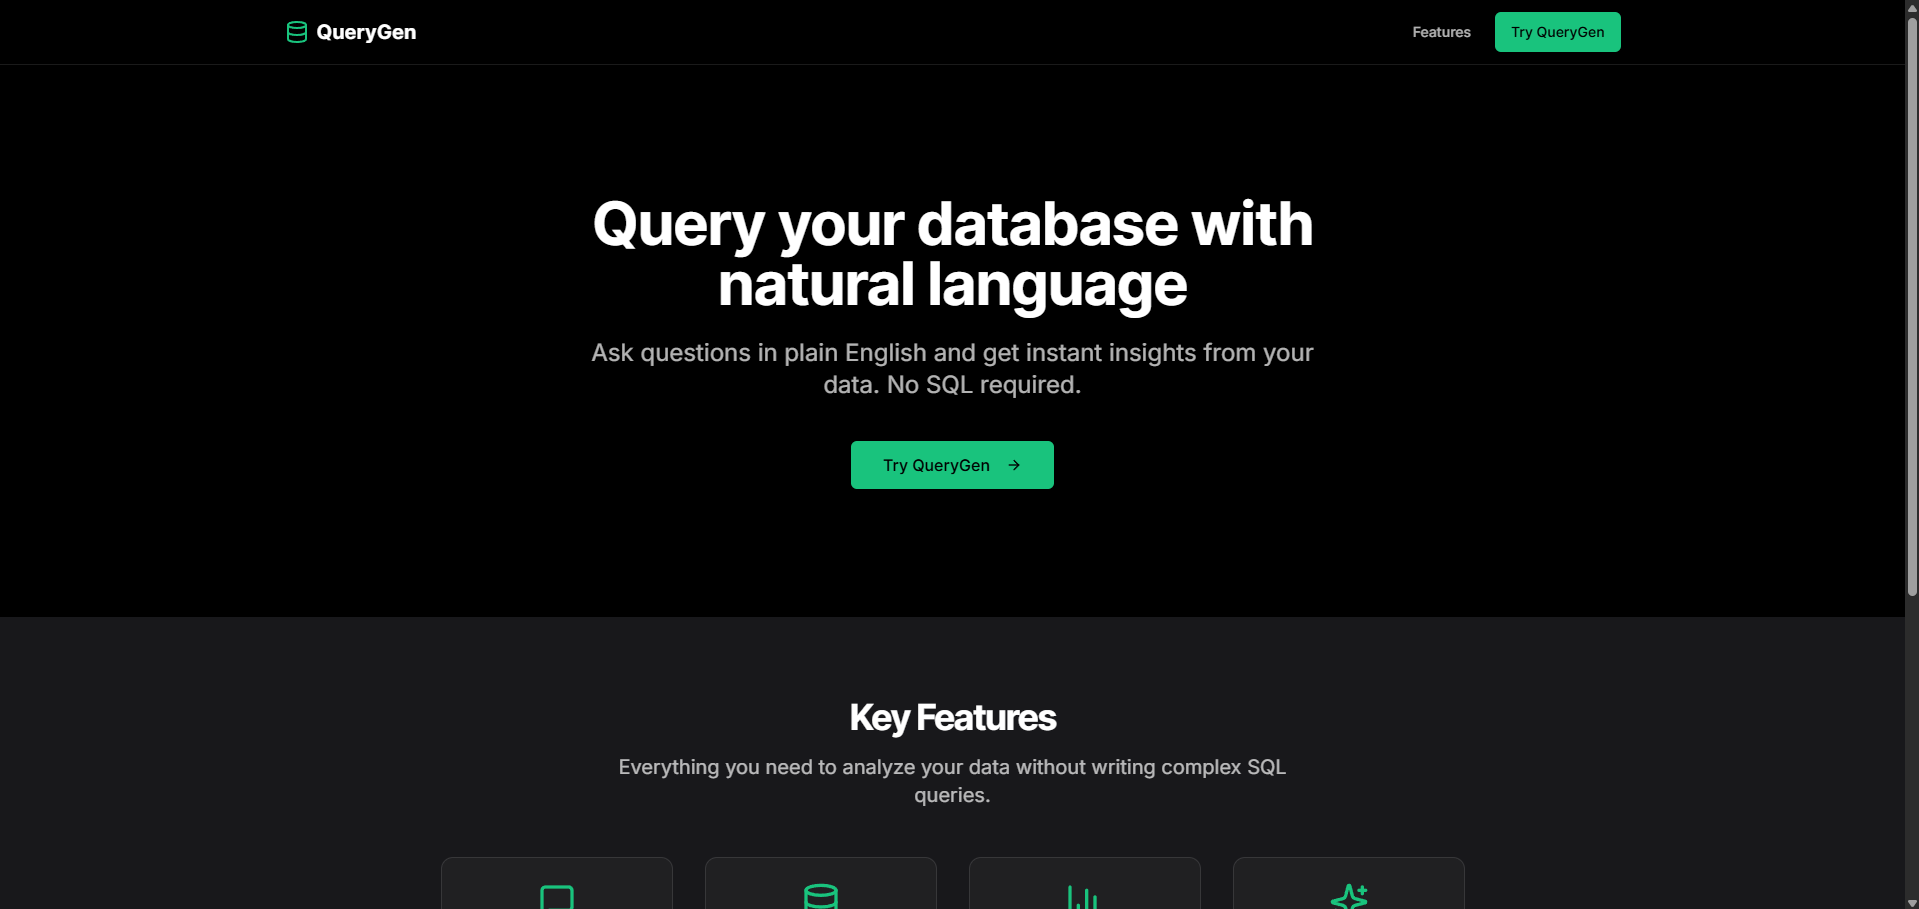 QueryGen
Features
Try QueryGen
Query your database with
natural language
Ask questions in plain English and get instant insights from your
data. No SQL required.
Try QueryGen
Key Features
Everything you need to analyze your data without writing complex SQL
queries.